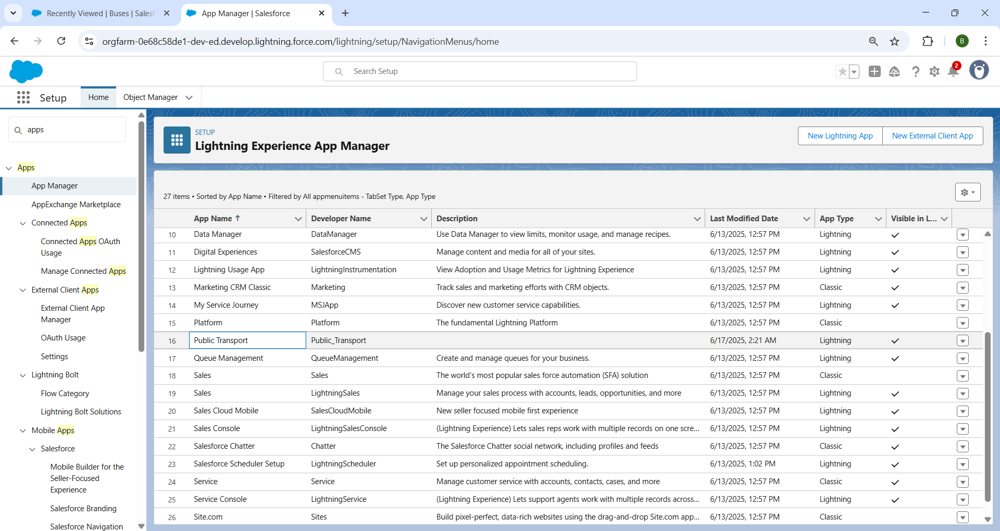 Recently Viewed | Buses | Salesf
App Manager | Salesforce
orgfarm-0e68c58de1-dev-ed.develop.lightning.force.com/lightning/setup/NavigationMenus/home
B
Search Setup
2
Setup
Home
Object Manager
apps
Apps
App Manager
AppExchange Marketplace
Connected Apps
Connected Apps OAuth
Usage
Manage Connected Apps
External Client Apps
External Client App
Manager
OAuth Usage
Settings
Lightning Bolt
Flow Category
Lightning Bolt Solutions
Mobile Apps
Salesforce
Mobile Builder for the
Seller-Focused
Experience
Salesforce Branding
Salesforce Navigation
SETUP
Lightning Experience App Manager
New Lightning App
New External Client App
27 items • Sorted by App Name • Filtered by All appmenuitems - TabSet Type, App Type
App Name Developer Name Description Last Modified Date App Type Visible in L...
10 Data Manager DataManager Use Data Manager to view limits, monitor usage, and manage recipes. 6/13/2025, 12:57 PM Lightning
11 Digital Experiences SalesforceCMS Manage content and media for all of your sites. 6/13/2025, 12:57 PM Lightning
12 Lightning Usage App LightningInstrumentation View Adoption and Usage Metrics for Lightning Experience 6/13/2025, 12:57 PM Lightning
13 Marketing CRM Classic Marketing Track sales and marketing efforts with CRM objects. 6/13/2025, 12:57 PM Classic
14 My Service Journey MSJApp Discover new customer service capabilities. 6/13/2025, 12:57 PM Lightning
15 Platform Platform The fundamental Lightning Platform 6/13/2025, 12:57 PM Classic
16 Public Transport Public_Transport 6/17/2025, 2:21 AM Lightning
17 Queue Management QueueManagement Create and manage queues for your business. 6/13/2025, 12:57 PM Lightning
18 Sales Sales The world's most popular sales force automation (SFA) solution 6/13/2025, 12:57 PM Classic
19 Sales LightningSales Manage your sales process with accounts, leads, opportunities, and more 6/13/2025, 12:57 PM Lightning
20 Sales Cloud Mobile SalesCloudMobile New seller focused mobile first experience 6/13/2025, 12:57 PM Lightning
21 Sales Console LightningSalesConsole (Lightning Experience) Lets sales reps work with multiple records on one scre... 6/13/2025, 12:57 PM Lightning
22 Salesforce Chatter Chatter The Salesforce Chatter social network, including profiles and feeds 6/13/2025, 12:57 PM Classic
23 Salesforce Scheduler Setup LightningScheduler Set up personalized appointment scheduling. 6/13/2025, 1:02 PM Lightning
24 Service Service Manage customer service with accounts, contacts, cases, and more 6/13/2025, 12:57 PM Classic
25 Service Console LightningService (Lightning Experience) Lets support agents work with multiple records across... 6/13/2025, 12:57 PM Lightning
26 Site.com Sites Build pixel-perfect, data-rich websites using the drag-and-drop Site.com app... 6/13/2025, 12:57 PM Classic